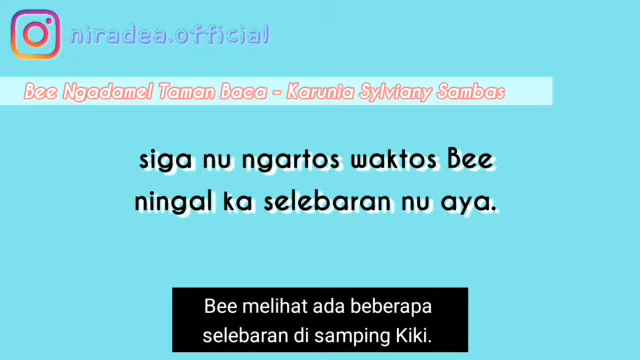 niradea.official
Bee Ngadamel Taman Baca - Karunia Sylviany Sambas
siga nu ngartos waktos Bee
ningal ka selebaran nu aya.
Bee melihat ada beberapa
selebaran di samping Kiki.